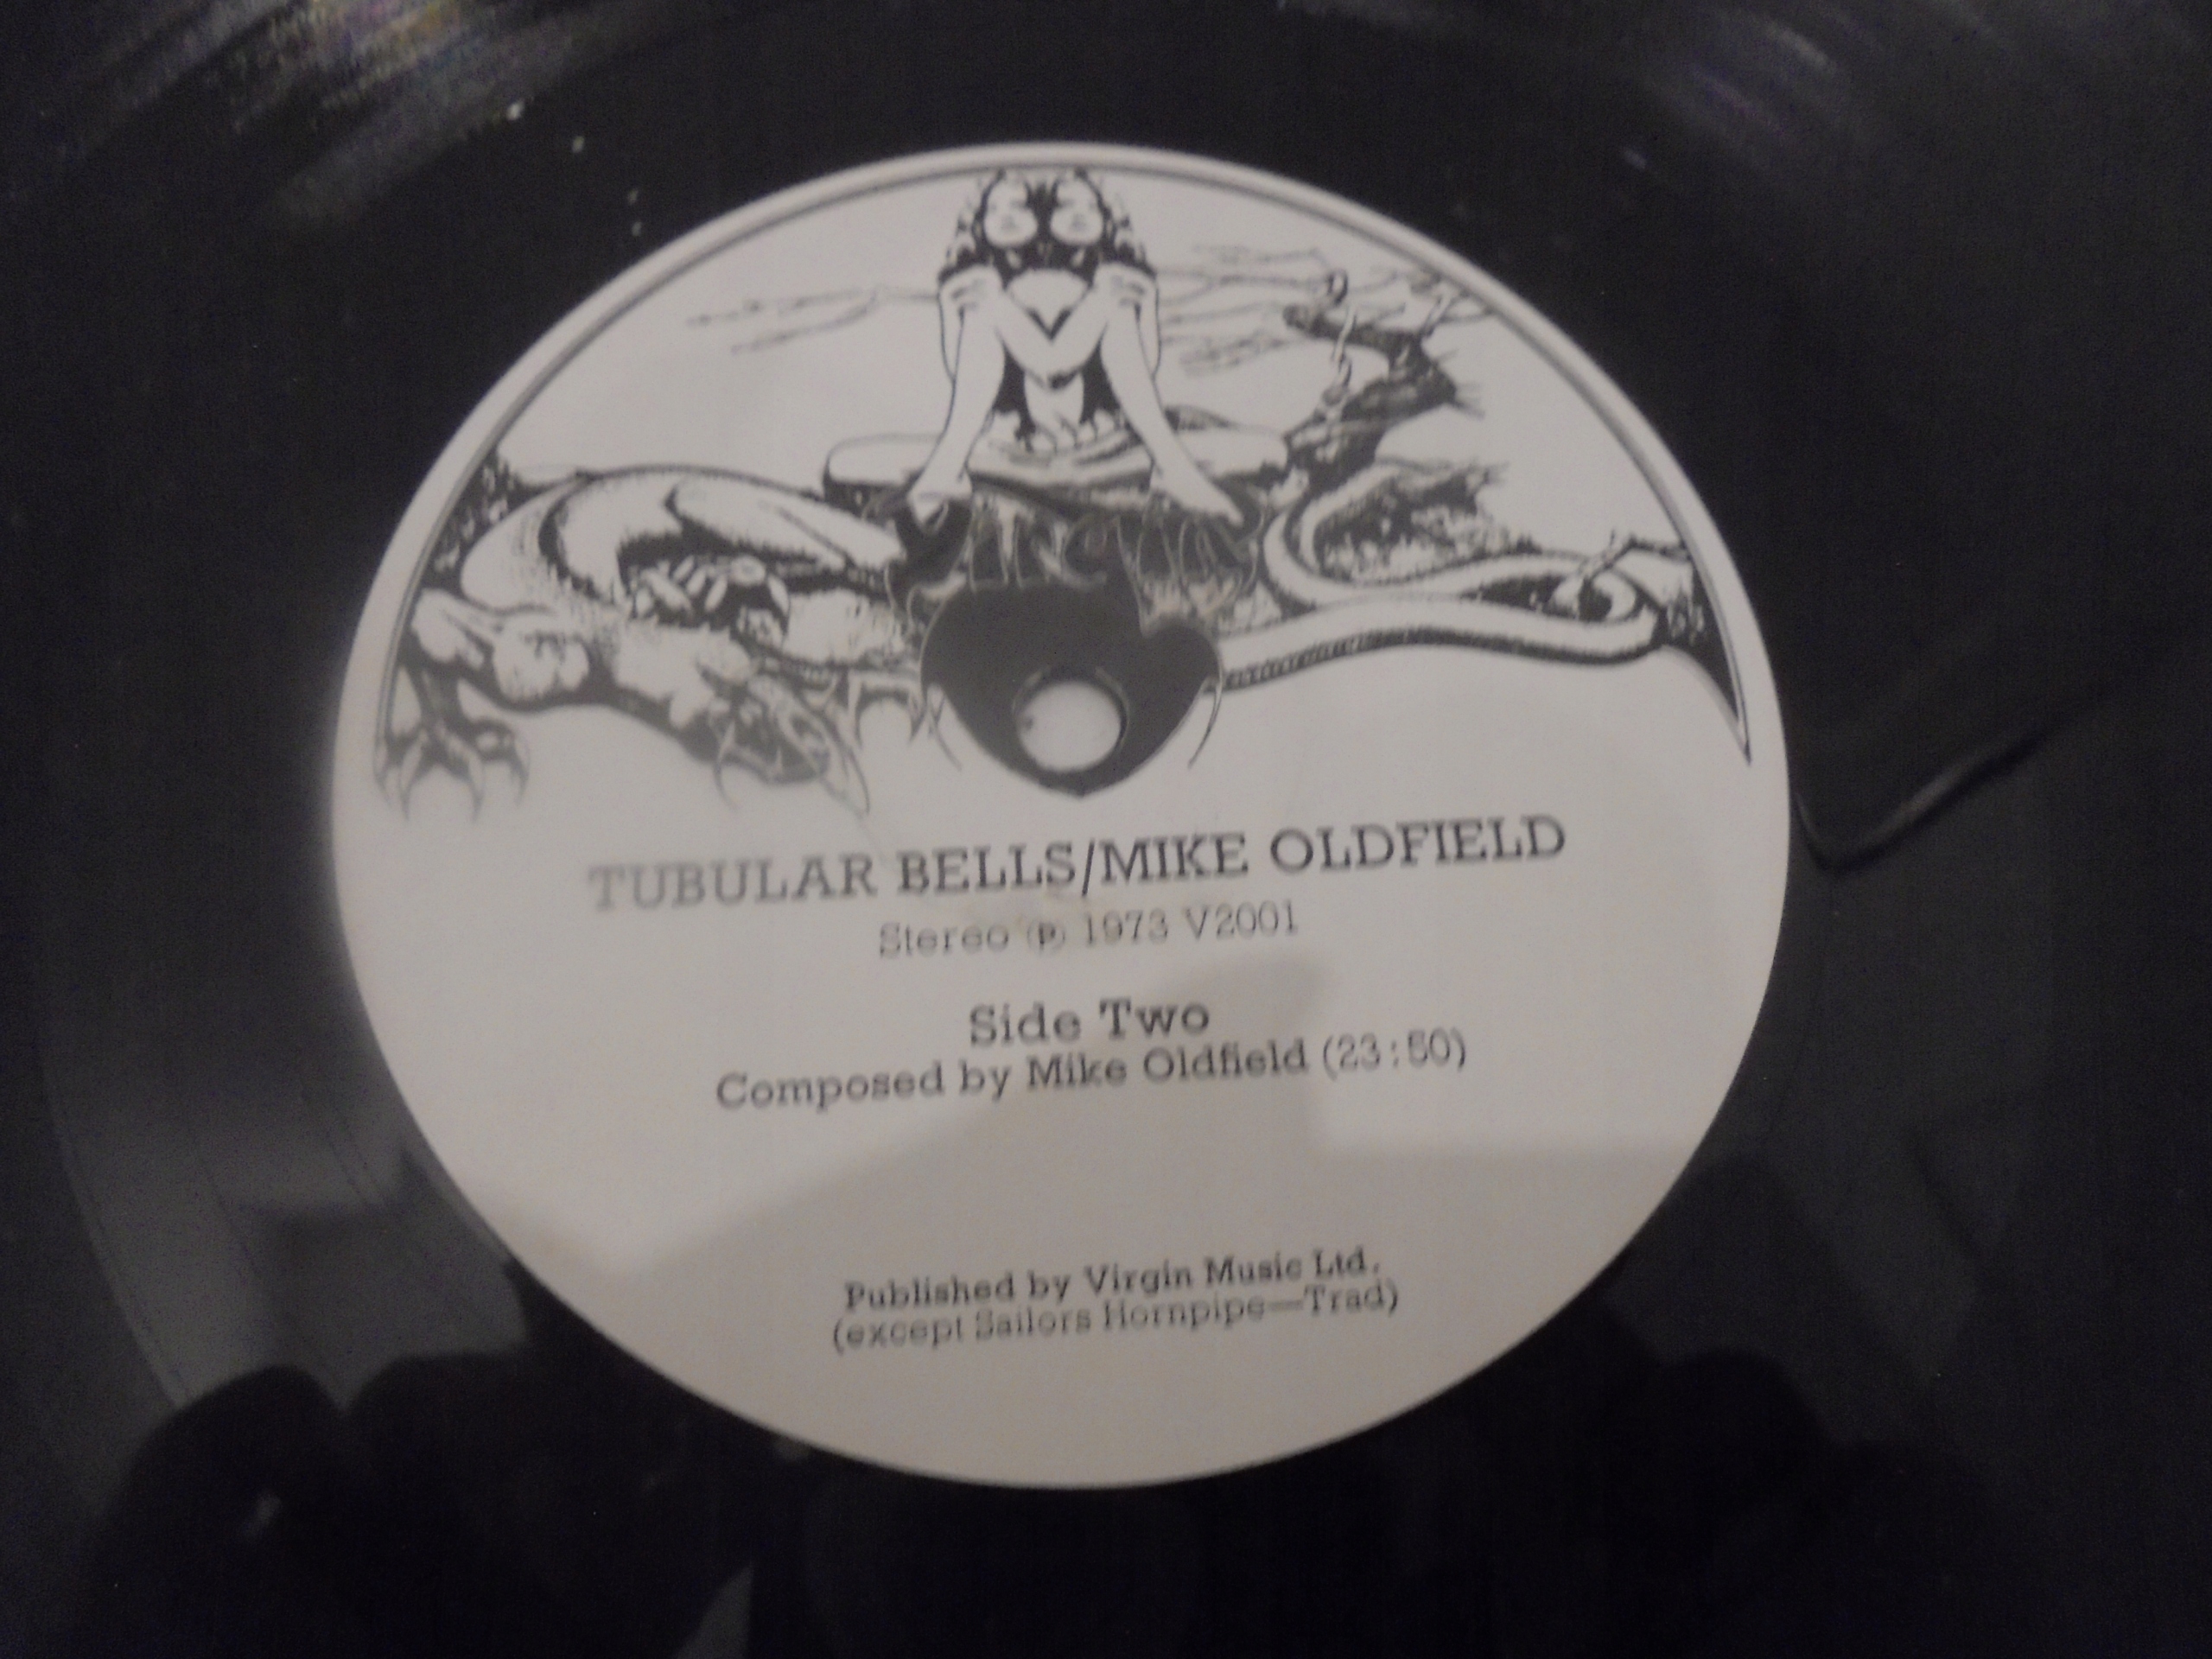 Virgin
TUBULAR BELLS/MIKE OLDFIELD
Stereo ℗ 1973 V2001
Side Two
Composed by Mike Oldfield (23:50)
Published by Virgin Music Ltd.
(except Sailors Hornpipe—Trad)